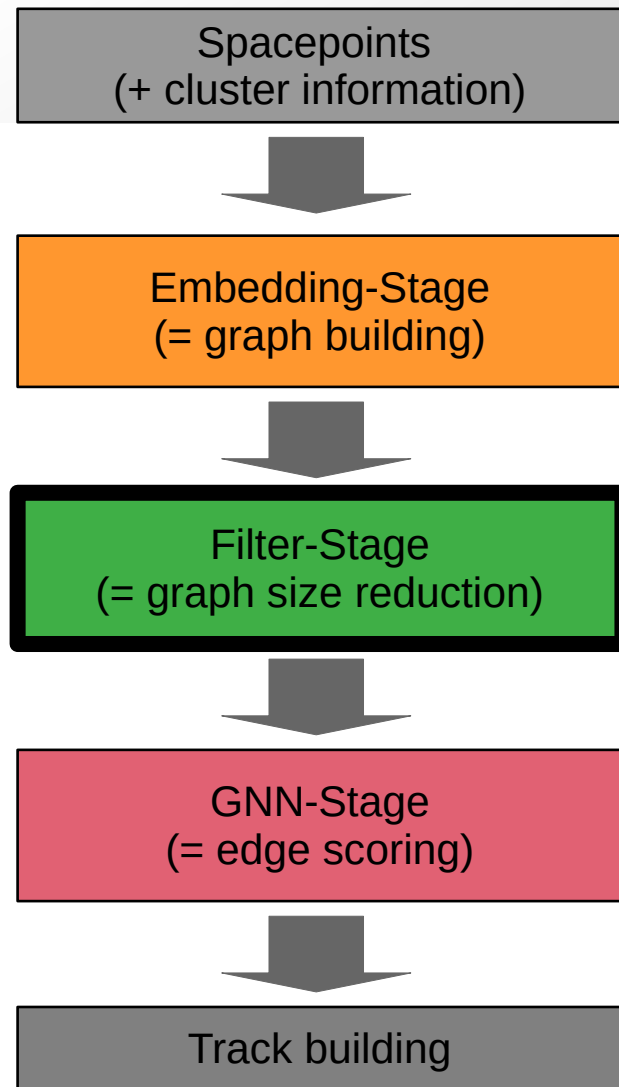 Spacepoints
(+ cluster information)
Embedding-Stage
(= graph building)
Filter-Stage
(= graph size reduction)
GNN-Stage
(= edge scoring)
Track building